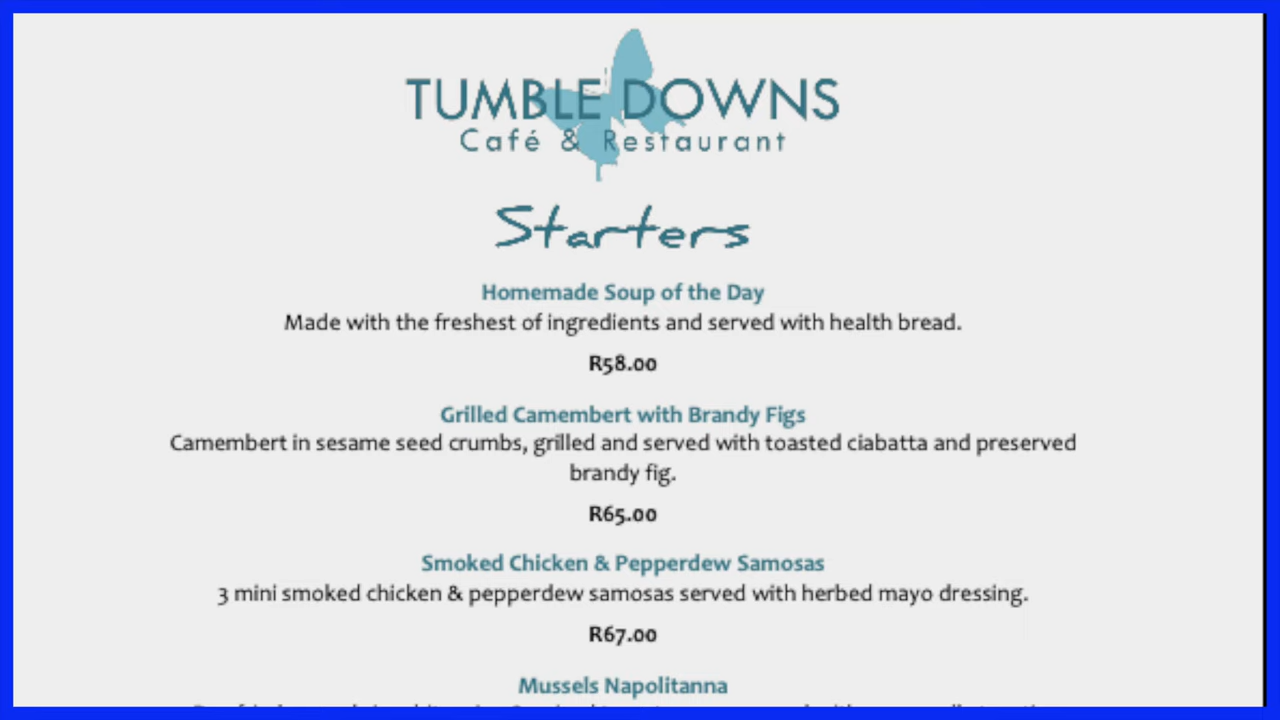 TUMBLE DOWNS
Café & Restaurant
Starters
Homemade Soup of the Day
Made with the freshest of ingredients and served with health bread.
R58.00
Grilled Camembert with Brandy Figs
Camembert in sesame seed crumbs, grilled and served with toasted ciabatta and preserved
brandy fig.
R65.00
Smoked Chicken & Pepperdew Samosas
3 mini smoked chicken & pepperdew samosas served with herbed mayo dressing.
R67.00
Mussels Napolitanna